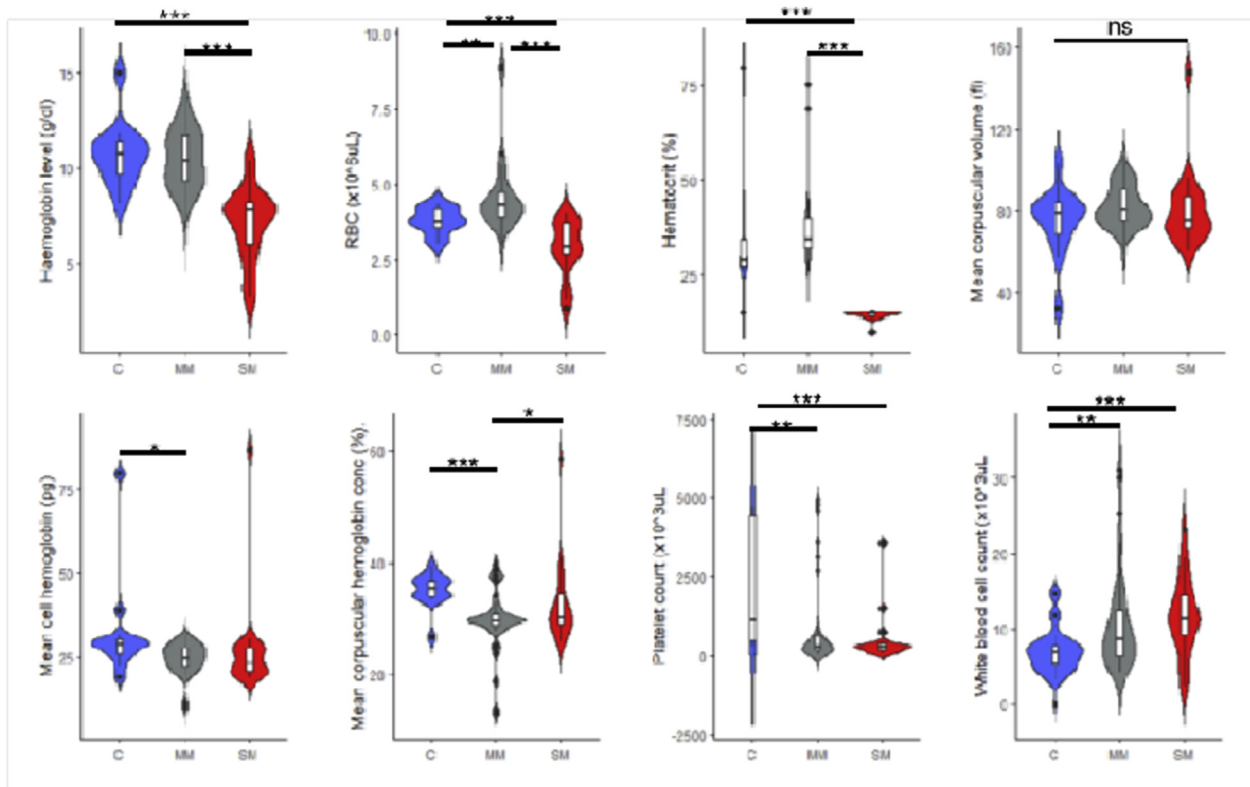 ***
***
Haemoglobin level (g/dl)
15
10
5
C
MM
SM
***
**
***
RBC (x10^6uL)
10.0
7.5
5.0
2.5
0.0
C
MM
SM
***
***
Hematocrit (%)
75
50
25
C
MM
SM
ns
Mean corpuscular volume (fl)
160
120
80
40
C
MM
SM
*
Mean cell hemoglobin (pg)
75
50
25
C
MM
SM
*
***
Mean corpuscular hemoglobin conc (%).
60
40
20
C
MM
SM
***
**
Platelet count (x10^3uL
7500
5000
2500
0
-2500
C
MM
SM
***
**
White blood cell count (x10^3uL
30
20
10
0
C
MM
SM